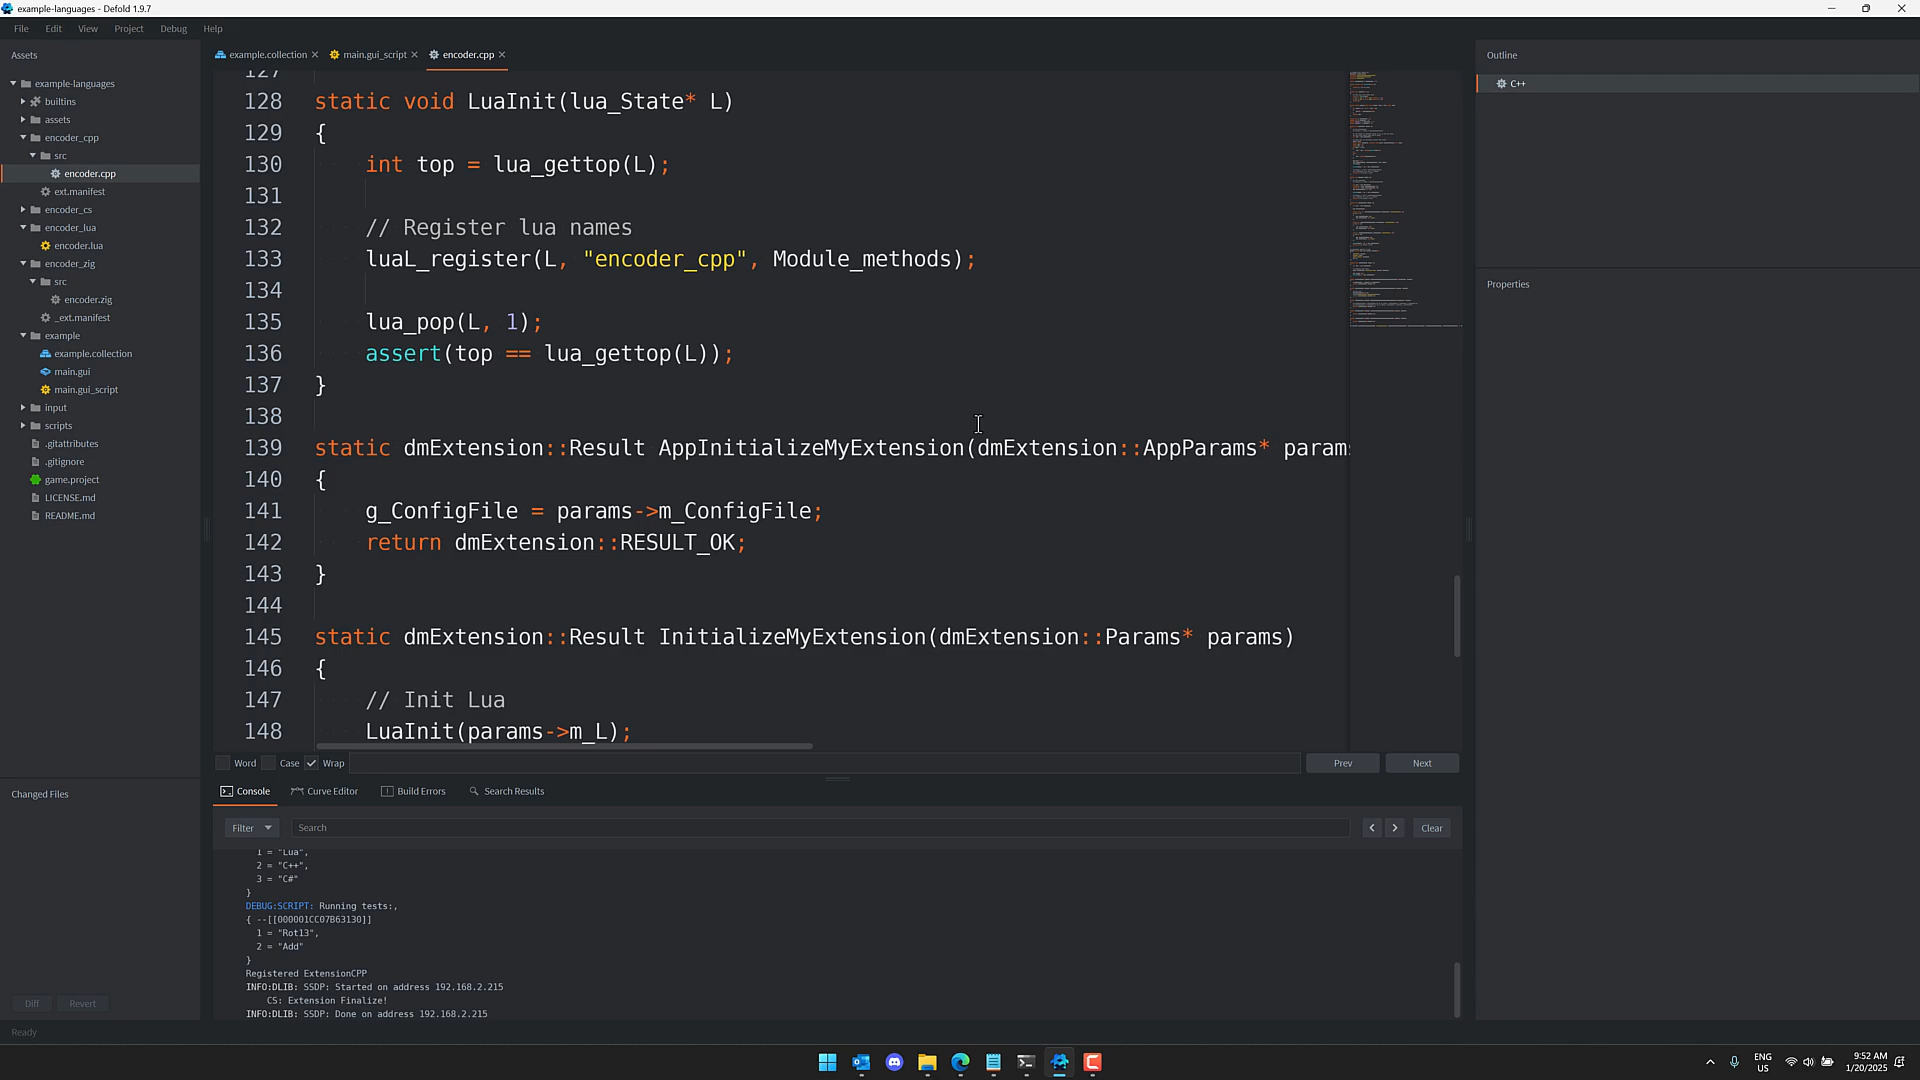 example-languages - Defold 1.9.7
File Edit View Project Debug Help
Assets
example-languages
builtins
assets
encoder_cpp
src
encoder.cpp
ext.manifest
encoder_cs
encoder_lua
encoder.lua
encoder_zig
src
encoder.zig
_ext.manifest
example
example.collection
main.gui
main.gui_script
input
scripts
.gitattributes
.gitignore
game.project
LICENSE.md
README.md
Changed Files
Diff Revert
Ready
example.collection main.gui_script encoder.cpp
127
128 static void LuaInit(lua_State* L)
129 {
130 int top = lua_gettop(L);
131
132 // Register lua names
133 luaL_register(L, "encoder_cpp", Module_methods);
134
135 lua_pop(L, 1);
136 assert(top == lua_gettop(L));
137 }
138
139 static dmExtension::Result AppInitializeMyExtension(dmExtension::AppParams* params
140 {
141 g_ConfigFile = params->m_ConfigFile;
142 return dmExtension::RESULT_OK;
143 }
144
145 static dmExtension::Result InitializeMyExtension(dmExtension::Params* params)
146 {
147 // Init Lua
148 LuaInit(params->m_L);
Word Case Wrap Prev Next
Console Curve Editor Build Errors Search Results
Filter Search Clear
1 = "Lua",
2 = "C++",
3 = "C#"
}
DEBUG:SCRIPT: Running tests:,
{ --[[000001CC07B63130]]
1 = "Rot13",
2 = "Add"
}
Registered ExtensionCPP
INFO:DLIB: SSDP: Started on address 192.168.2.215
CS: Extension Finalize!
INFO:DLIB: SSDP: Done on address 192.168.2.215
Outline
C++
Properties
ENG
US
9:52 AM
1/20/2025